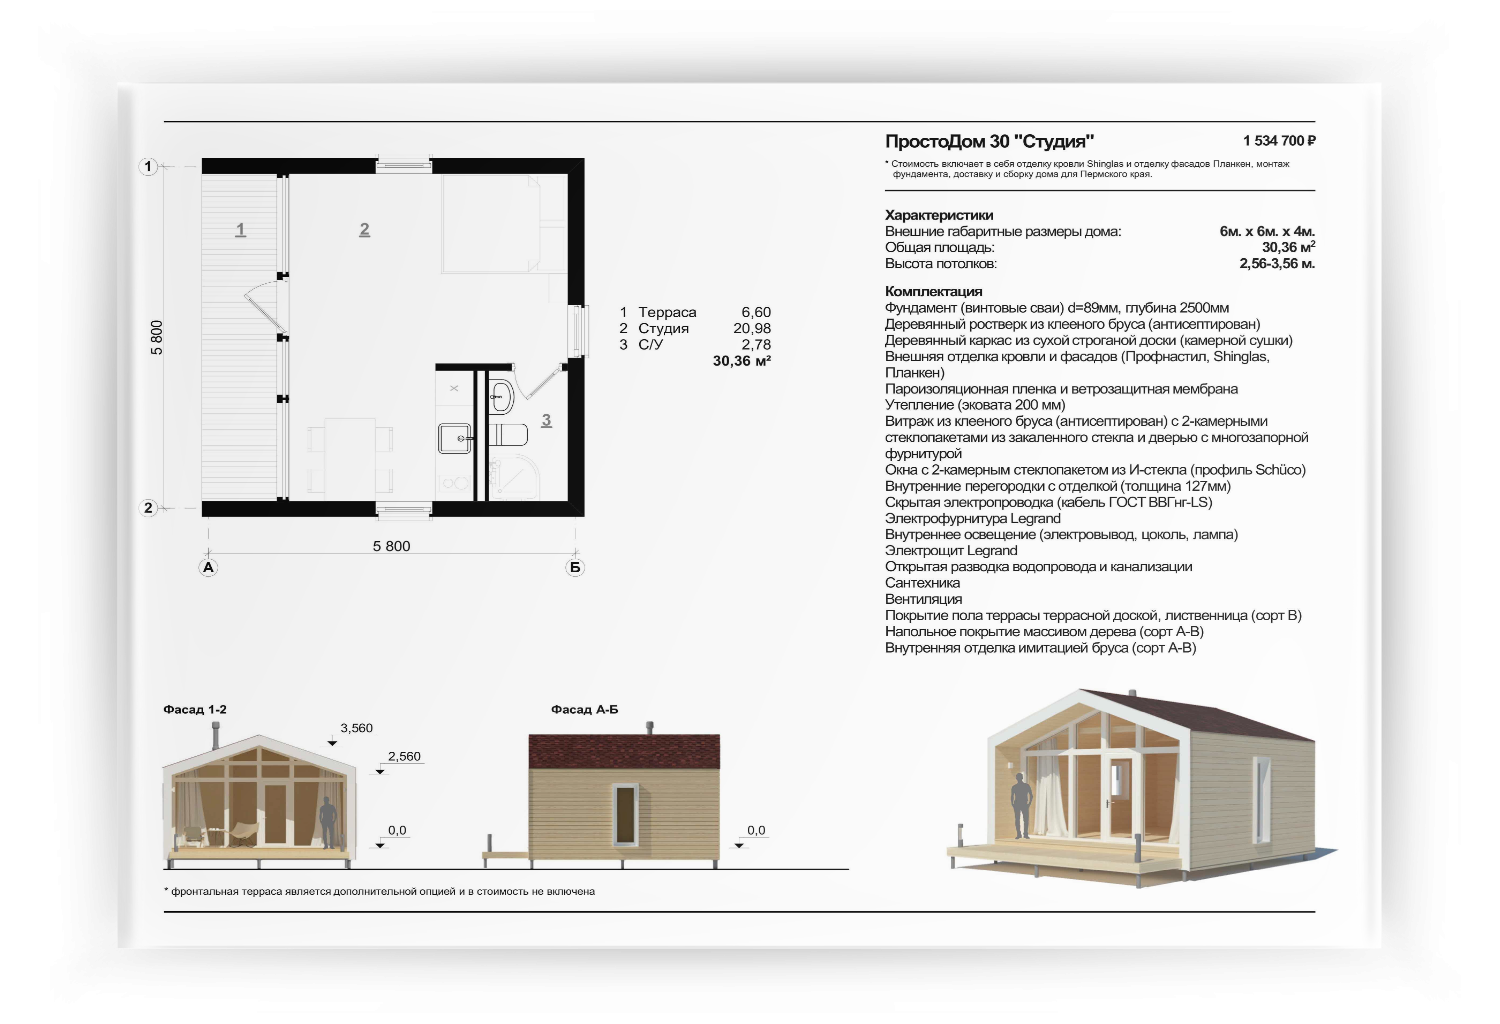 ПростоДом 30 "Студия" 1 534 700 ₽
* Стоимость включает в себя отделку кровли Shinglas и отделку фасадов Планкен, монтаж
фундамента, доставку и сборку дома для Пермского края.
Характеристики
Внешние габаритные размеры дома: 6м. х 6м. х 4м.
Общая площадь: 30,36 м²
Высота потолков: 2,56-3,56 м.
Комплектация
Фундамент (винтовые сваи) d=89мм, глубина 2500мм
Деревянный ростверк из клееного бруса (антисептирован)
Деревянный каркас из сухой строганой доски (камерной сушки)
Внешняя отделка кровли и фасадов (Профнастил, Shinglas,
Планкен)
Пароизоляционная пленка и ветрозащитная мембрана
Утепление (эковата 200 мм)
Витраж из клееного бруса (антисептирован) с 2-камерными
стеклопакетами из закаленного стекла и дверью с многозапорной
фурнитурой
Окна с 2-камерным стеклопакетом из И-стекла (профиль Schüco)
Внутренние перегородки с отделкой (толщина 127мм)
Скрытая электропроводка (кабель ГОСТ ВВГнг-LS)
Электрофурнитура Legrand
Внутреннее освещение (электровывод, цоколь, лампа)
Электрощит Legrand
Открытая разводка водопровода и канализации
Сантехника
Вентиляция
Покрытие пола террасы террасной доской, лиственница (сорт В)
Напольное покрытие массивом дерева (сорт А-В)
Внутренняя отделка имитацией бруса (сорт А-В)
1
1
2
5 800
3
2
5 800
А
Б
1 Терраса 6,60
2 Студия 20,98
3 С/У 2,78
30,36 м²
Фасад 1-2
3,560
2,560
0,0
Фасад А-Б
0,0
* фронтальная терраса является дополнительной опцией и в стоимость не включена